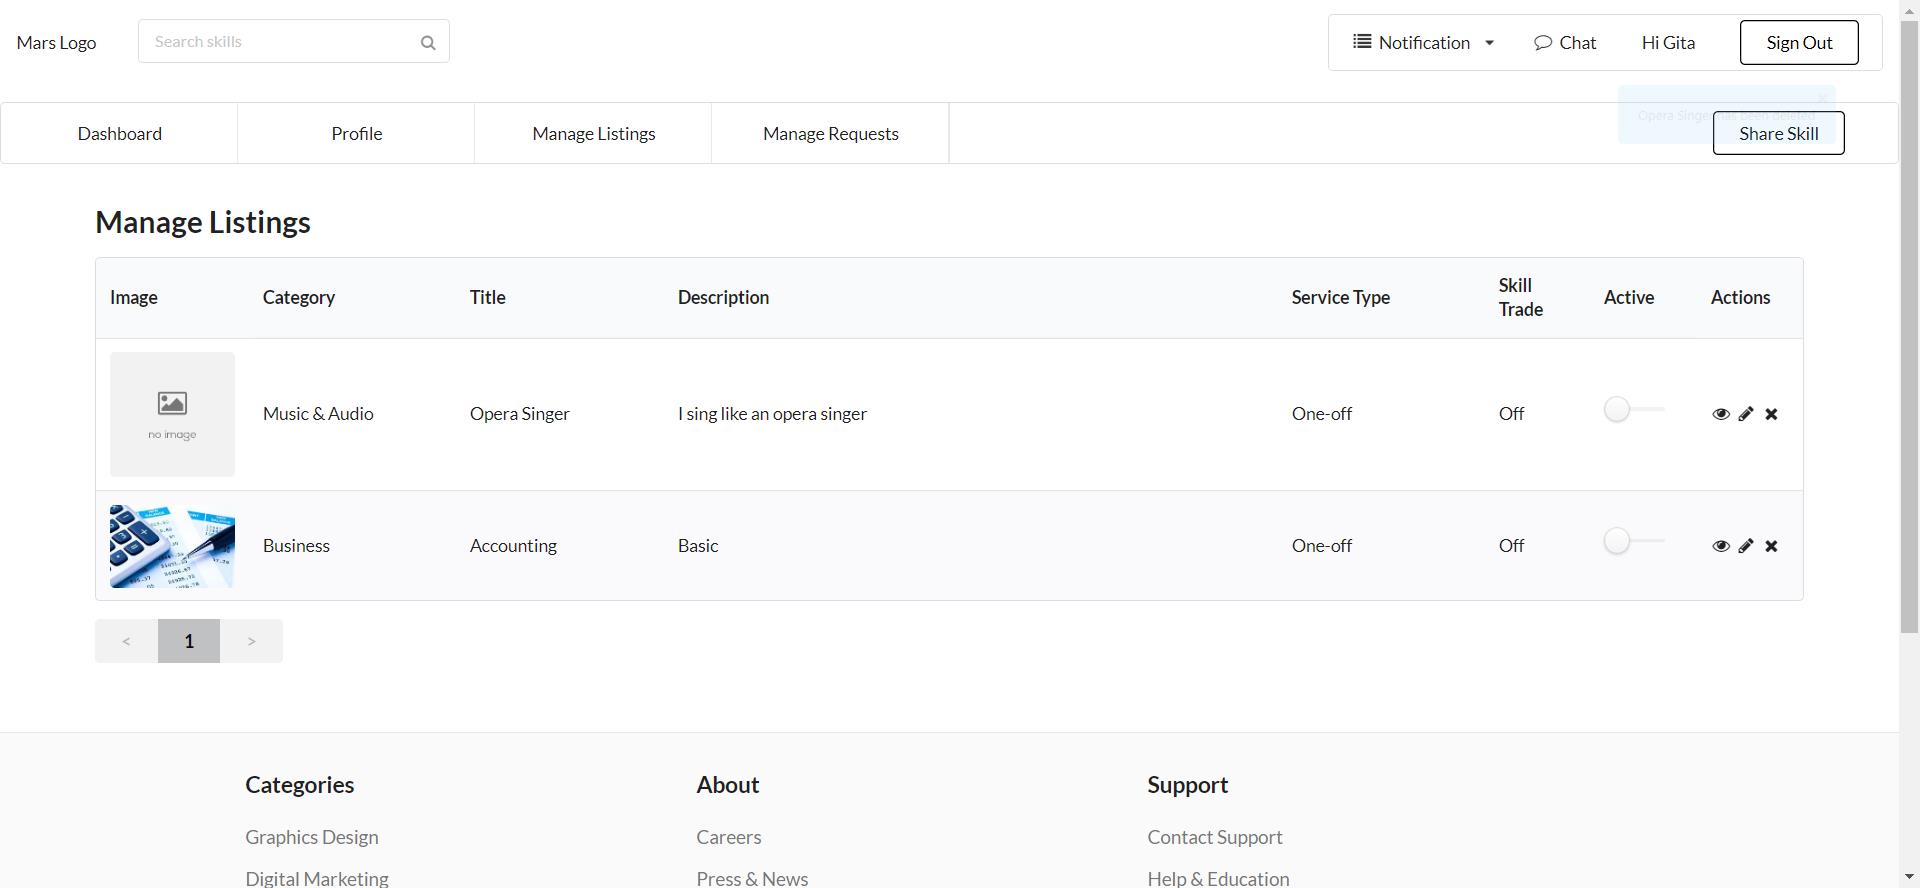 Mars Logo
Search skills
Notification
Chat
Hi Gita
Sign Out
Opera Singer has been deleted
Dashboard
Profile
Manage Listings
Manage Requests
Share Skill
Manage Listings
Image
Category
Title
Description
Service Type
Skill
Trade
Active
Actions
no image
Music & Audio
Opera Singer
I sing like an opera singer
One-off
Off
Business
Accounting
Basic
One-off
Off
<
1
>
Categories
About
Support
Graphics Design
Careers
Contact Support
Digital Marketing
Press & News
Help & Education